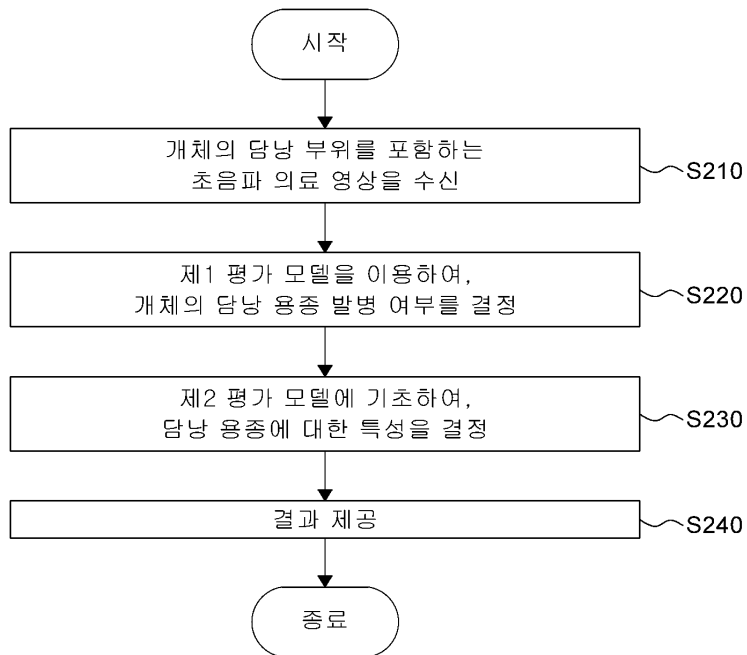 시작
개체의 담낭 부위를 포함하는
초음파 의료 영상을 수신
S210
제1 평가 모델을 이용하여,
개체의 담낭 용종 발병 여부를 결정
S220
제2 평가 모델에 기초하여,
담낭 용종에 대한 특성을 결정
S230
결과 제공
S240
종료